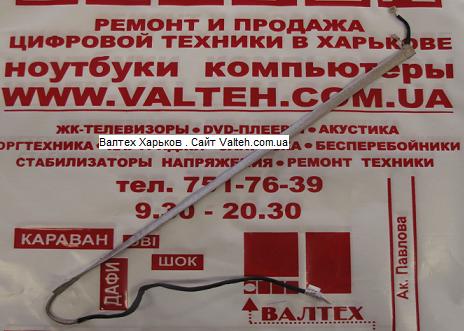 РЕМОНТ И ПРОДАЖА
ЦИФРОВОЙ ТЕХНИКИ В ХАРЬКОВЕ
ноутбуки компьютеры
WWW.VALTEH.COM.UA
ЖК-ТЕЛЕВИЗОРЫ • DVD-ПЛЕЕРЫ • АКУСТИКА
Валтех Харьков . Сайт Valteh.com.ua
ОРГТЕХНИКА БЕСПЕРЕБОЙНИКИ
СТАБИЛИЗАТОРЫ НАПРЯЖЕНИЯ • РЕМОНТ ТЕХНИКИ
тел. 751-76-39
9.30 - 20.30
КАРАВАН
ШОК
ДАФИ
ВАЛТЕХ
Ак. Павлова